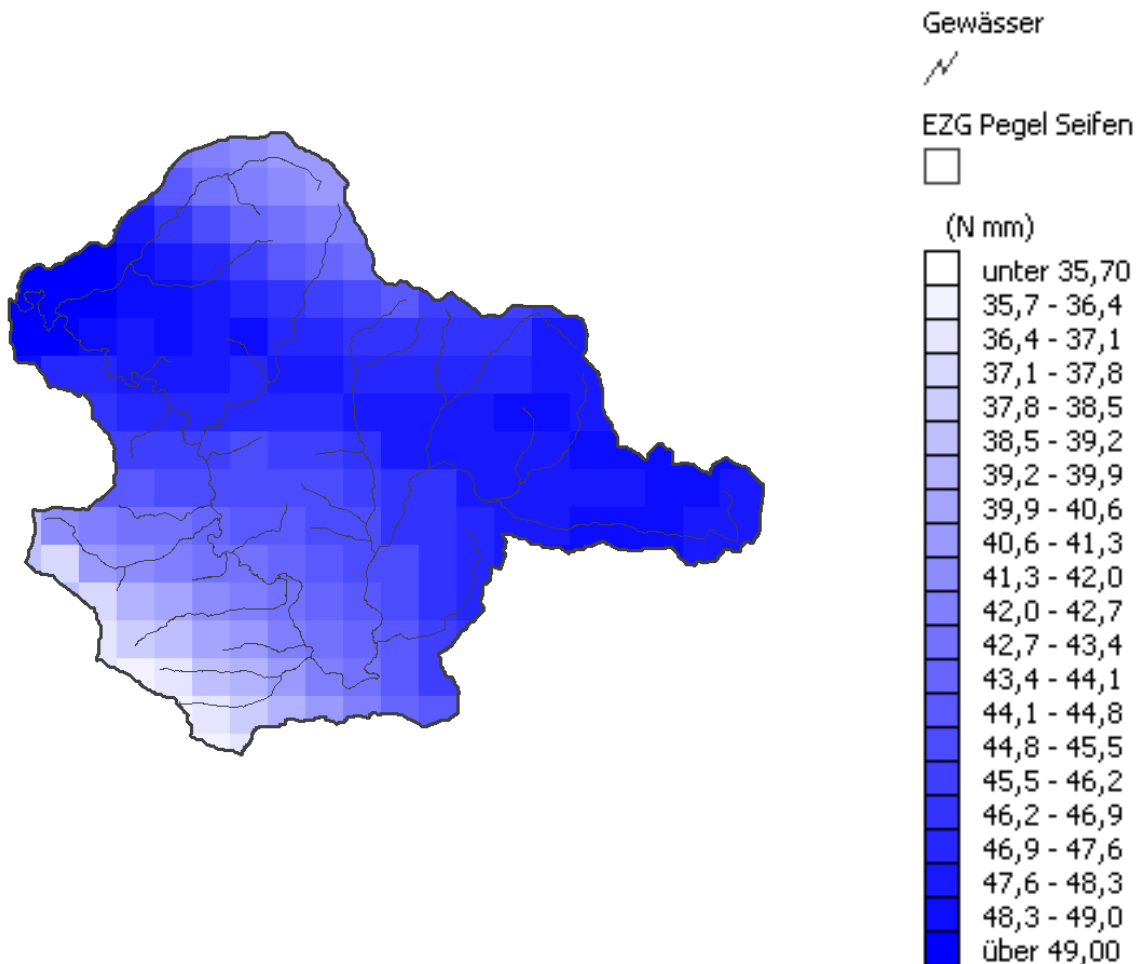 Gewässer
EZG Pegel Seifen
(N mm)
unter 35,70
35,7 - 36,4
36,4 - 37,1
37,1 - 37,8
37,8 - 38,5
38,5 - 39,2
39,2 - 39,9
39,9 - 40,6
40,6 - 41,3
41,3 - 42,0
42,0 - 42,7
42,7 - 43,4
43,4 - 44,1
44,1 - 44,8
44,8 - 45,5
45,5 - 46,2
46,2 - 46,9
46,9 - 47,6
47,6 - 48,3
48,3 - 49,0
über 49,00